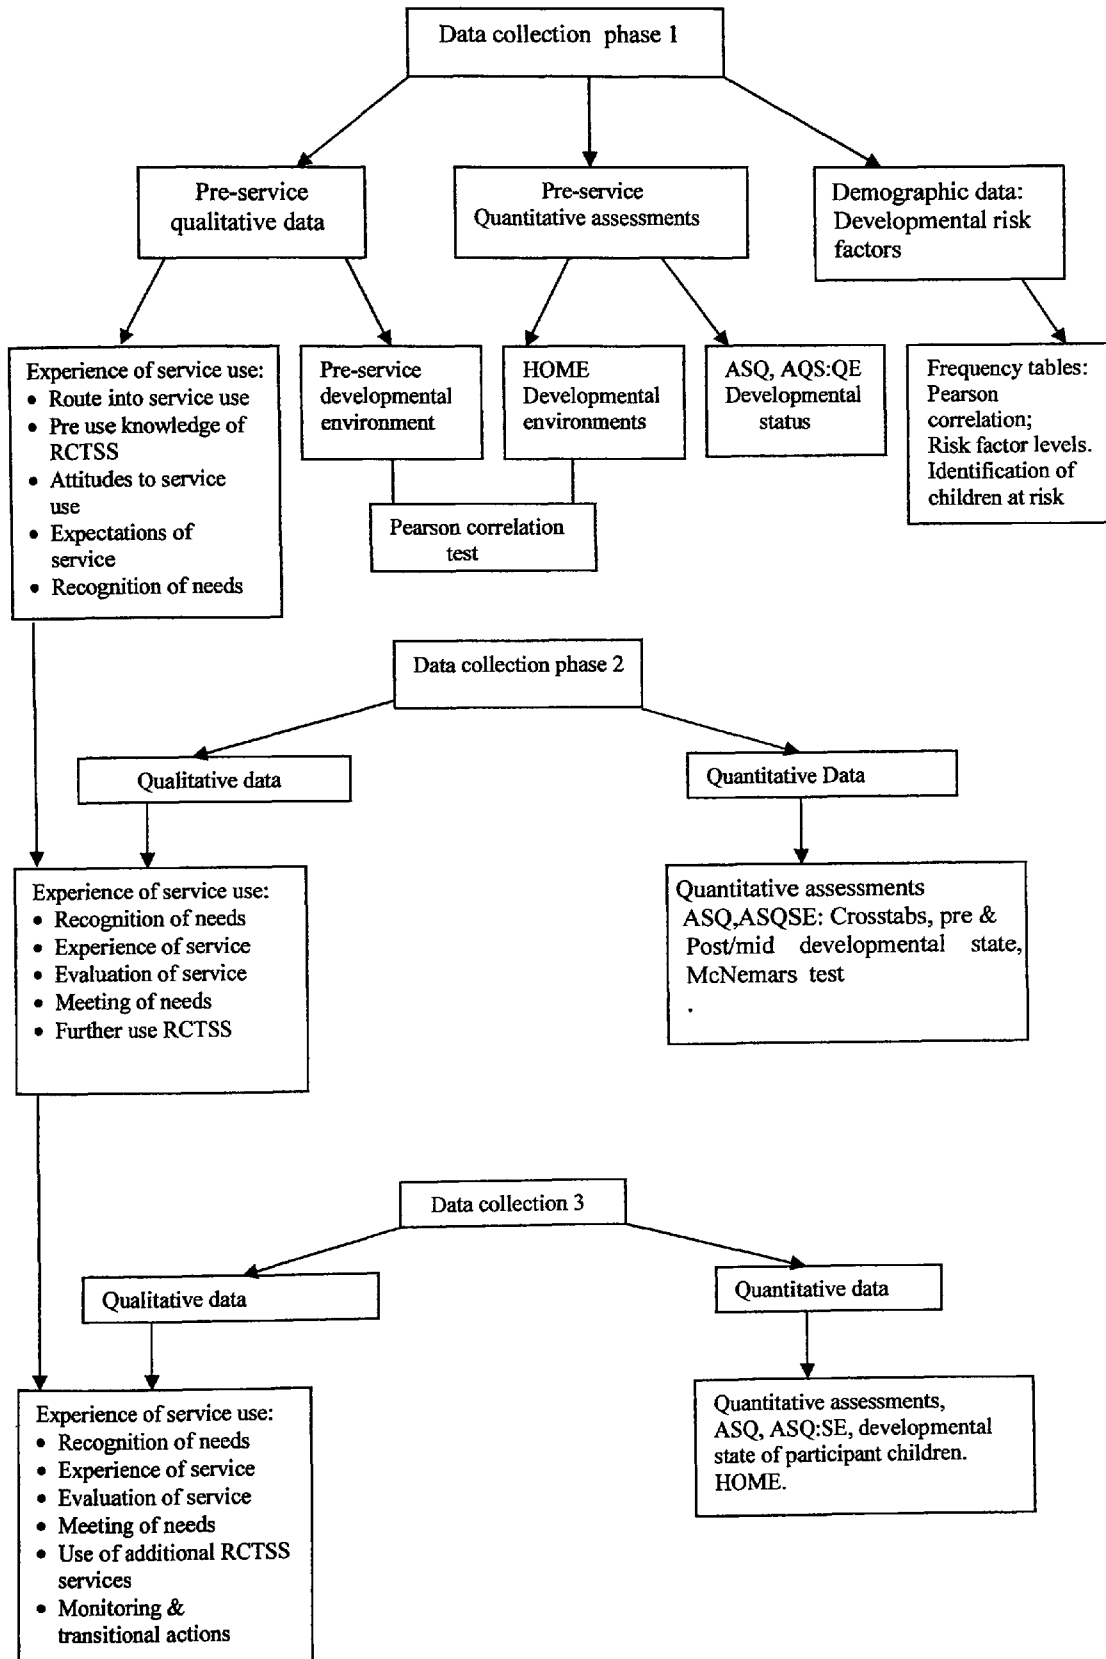 Data collection phase 1
Pre-service
qualitative data
Pre-service
Quantitative assessments
Demographic data:
Developmental risk
factors
Experience of service use:
• Route into service use
• Pre use knowledge of
RCTSS
• Attitudes to service
use
• Expectations of
service
• Recognition of needs
Pre-service
developmental
environment
HOME
Developmental
environments
ASQ, AQS:QE
Developmental
status
Frequency tables:
Pearson
correlation;
Risk factor levels.
Identification of
children at risk
Pearson correlation
test
Data collection phase 2
Qualitative data
Quantitative Data
Experience of service use:
• Recognition of needs
• Experience of service
• Evaluation of service
• Meeting of needs
• Further use RCTSS
Quantitative assessments
ASQ,ASQSE: Crosstabs, pre &
Post/mid developmental state,
McNemars test
.
Data collection 3
Qualitative data
Quantitative data
Experience of service use:
• Recognition of needs
• Experience of service
• Evaluation of service
• Meeting of needs
• Use of additional RCTSS
services
• Monitoring &
transitional actions
Quantitative assessments,
ASQ, ASQ:SE, developmental
state of participant children.
HOME.